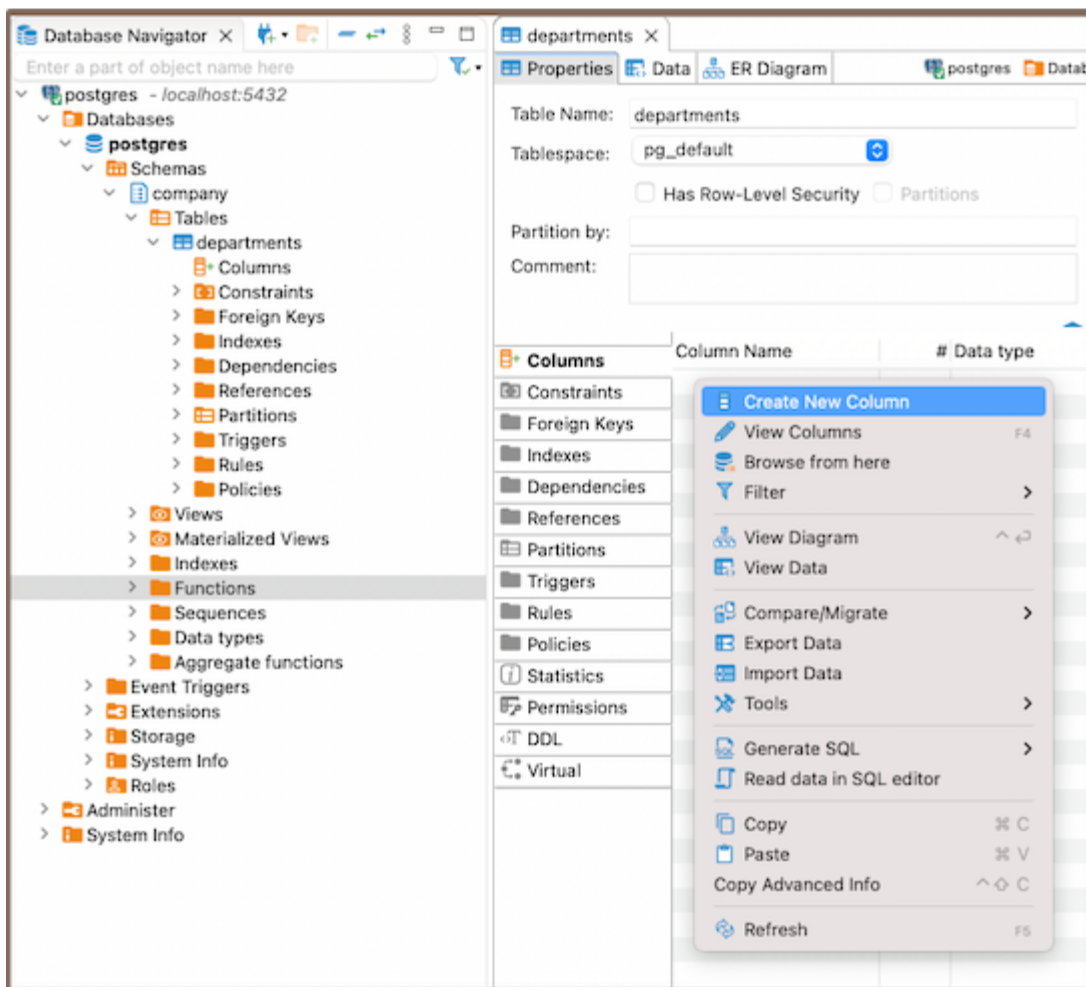 Database Navigator
Enter a part of object name here
postgres - localhost:5432
Databases
postgres
Schemas
company
Tables
departments
Columns
Constraints
Foreign Keys
Indexes
Dependencies
References
Partitions
Triggers
Rules
Policies
Views
Materialized Views
Indexes
Functions
Sequences
Data types
Aggregate functions
Event Triggers
Extensions
Storage
System Info
Roles
Administer
System Info
departments
Properties Data ER Diagram postgres Datab
Table Name: departments
Tablespace: pg_default
Has Row-Level Security Partitions
Partition by:
Comment:
Columns
Constraints
Foreign Keys
Indexes
Dependencies
References
Partitions
Triggers
Rules
Policies
Statistics
Permissions
DDL
Virtual
Column Name # Data type
Create New Column
View Columns F4
Browse from here
Filter
View Diagram ^ ⏎
View Data
Compare/Migrate
Export Data
Import Data
Tools
Generate SQL
Read data in SQL editor
Copy ⌘ C
Paste ⌘ V
Copy Advanced Info ^ ⇧ C
Refresh F5